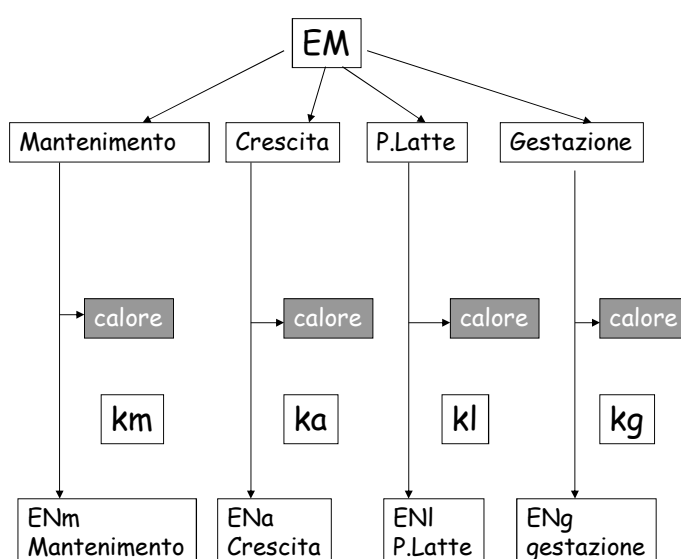 EM
Mantenimento
Crescita
P.Latte
Gestazione
calore
calore
calore
calore
km
ka
kl
kg
ENm
Mantenimento
ENa
Crescita
ENl
P.Latte
ENg
gestazione